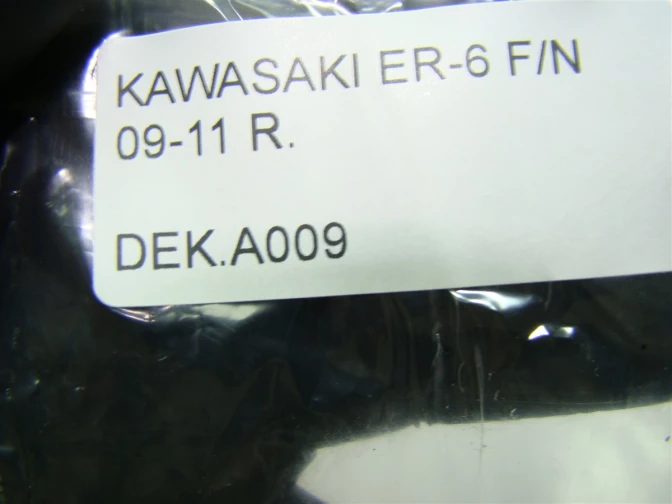 KAWASAKI ER-6 F/N
09-11 R.
DEK.A009